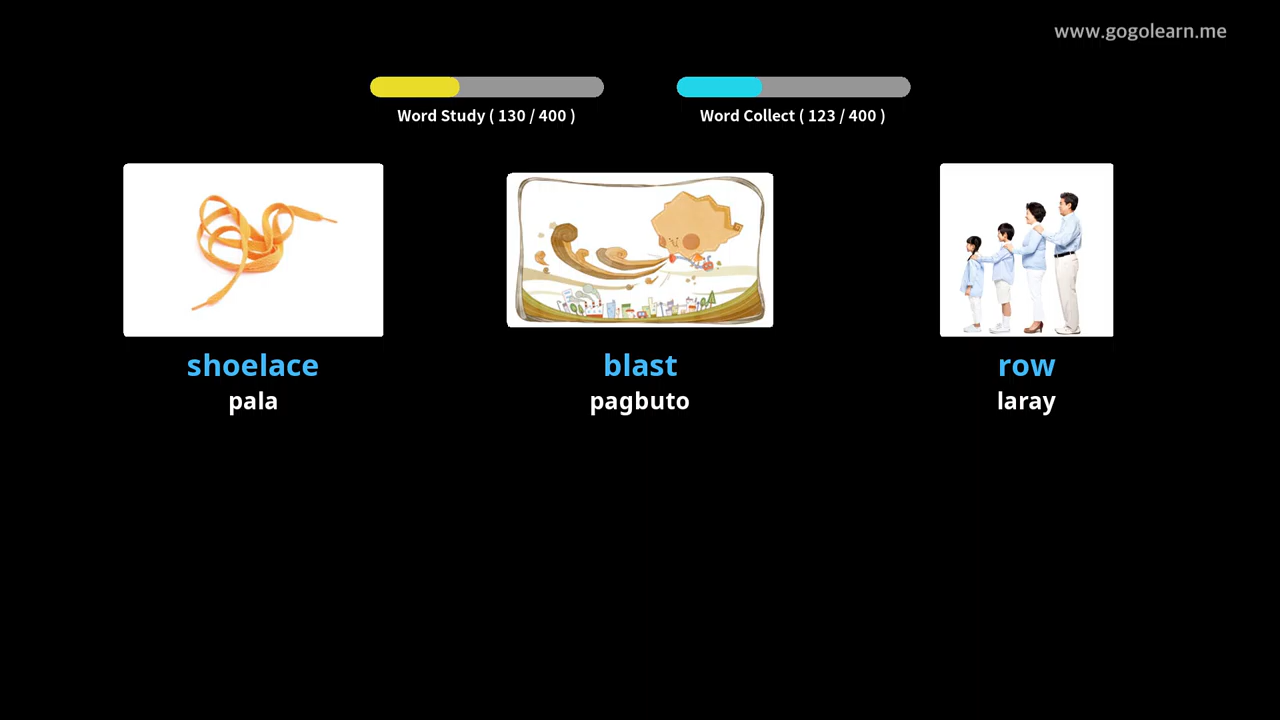 www.gogolearn.me
Word Study ( 130 / 400 )
Word Collect ( 123 / 400 )
shoelace
pala
blast
pagbuto
row
laray